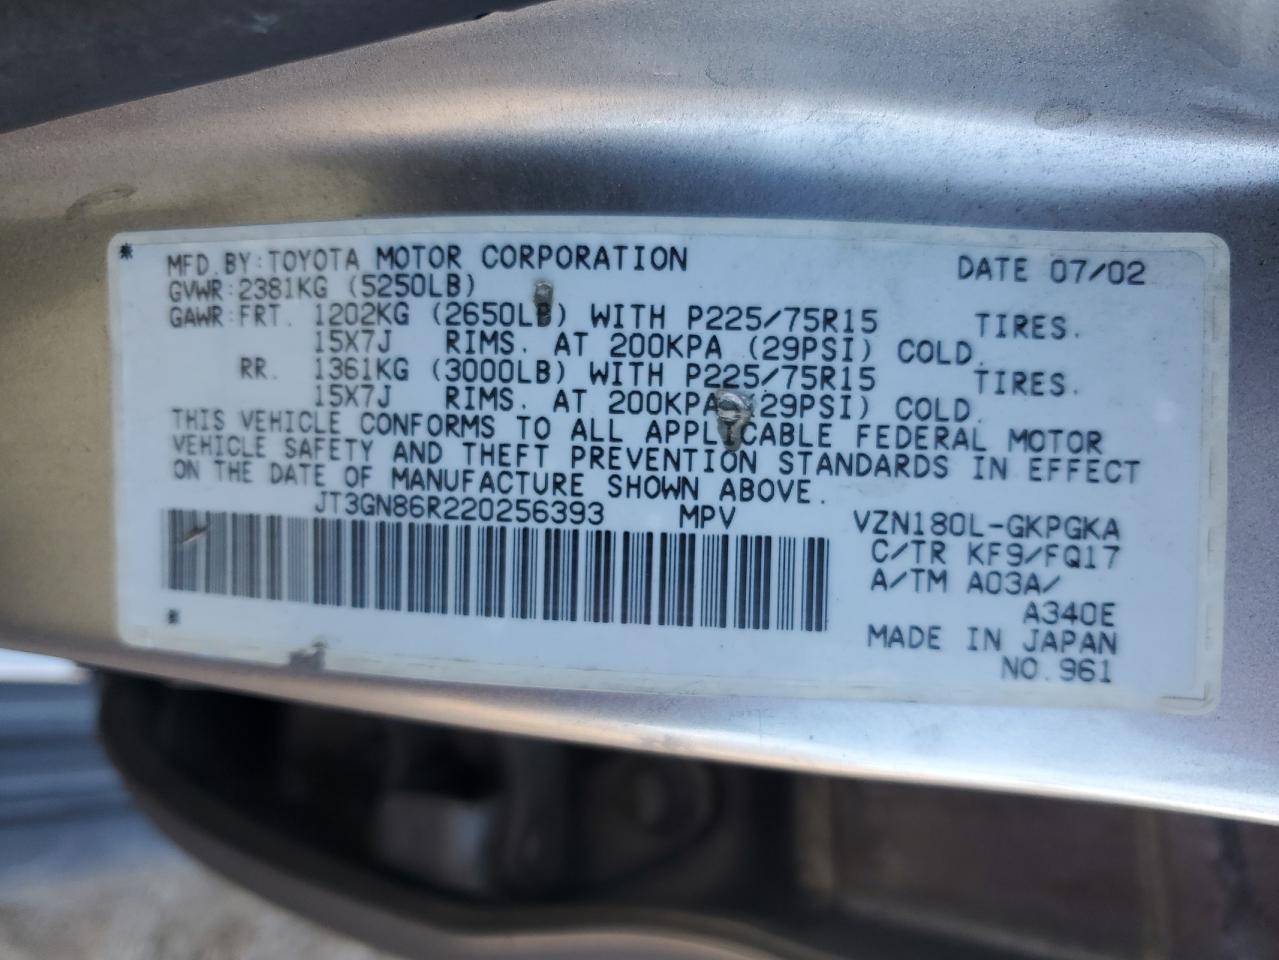 * MFD. BY: TOYOTA MOTOR CORPORATION DATE 07/02
GVWR: 2381KG (5250LB)
GAWR: FRT. 1202KG (2650LB) WITH P225/75R15 TIRES.
15X7J RIMS. AT 200KPA (29PSI) COLD.
RR. 1361KG (3000LB) WITH P225/75R15 TIRES.
15X7J RIMS. AT 200KPA (29PSI) COLD.
THIS VEHICLE CONFORMS TO ALL APPLICABLE FEDERAL MOTOR
VEHICLE SAFETY AND THEFT PREVENTION STANDARDS IN EFFECT
ON THE DATE OF MANUFACTURE SHOWN ABOVE.
JT3GN86R220256393 MPV VZN180L-GKPGKA
C/TR KF9/FQ17
A/TM A03A/
* A340E
MADE IN JAPAN
NO.961